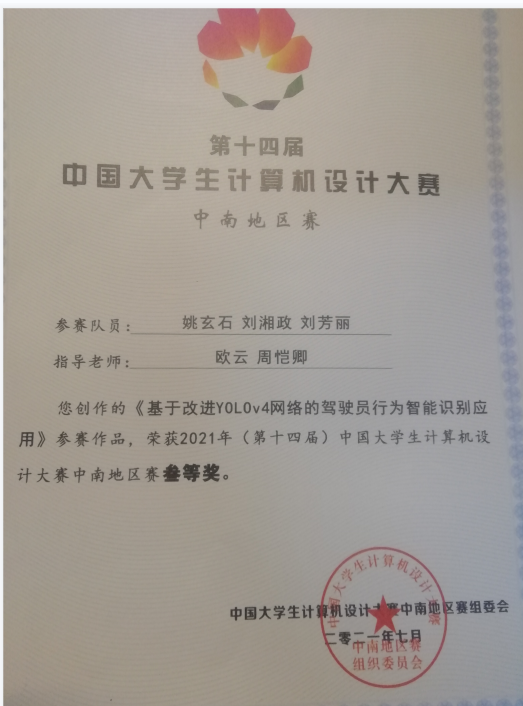 第十四届
中国大学生计算机设计大赛
中南地区赛
参赛队员：姚玄石 刘湘政 刘芳丽
指导老师：欧云 周恺卿
您创作的《基于改进YOLOv4网络的驾驶员行为智能识别应
用》参赛作品，荣获2021年（第十四届）中国大学生计算机设
计大赛中南地区赛叁等奖。
中国大学生计算机设计大赛中南地区赛组委会
二零二一年七月
中国大学生计算机设计大赛
中南地区赛
组织委员会